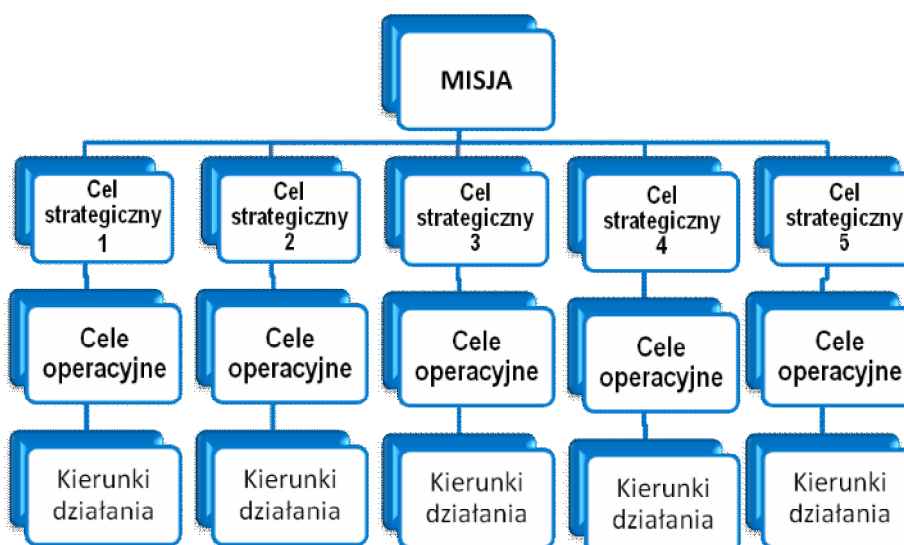 MISJA
Cel
strategiczny
1
Cel
strategiczny
2
Cel
strategiczny
3
Cel
strategiczny
4
Cel
strategiczny
5
Cele
operacyjne
Cele
operacyjne
Cele
operacyjne
Cele
operacyjne
Cele
operacyjne
Kierunki
działania
Kierunki
działania
Kierunki
działania
Kierunki
działania
Kierunki
działania